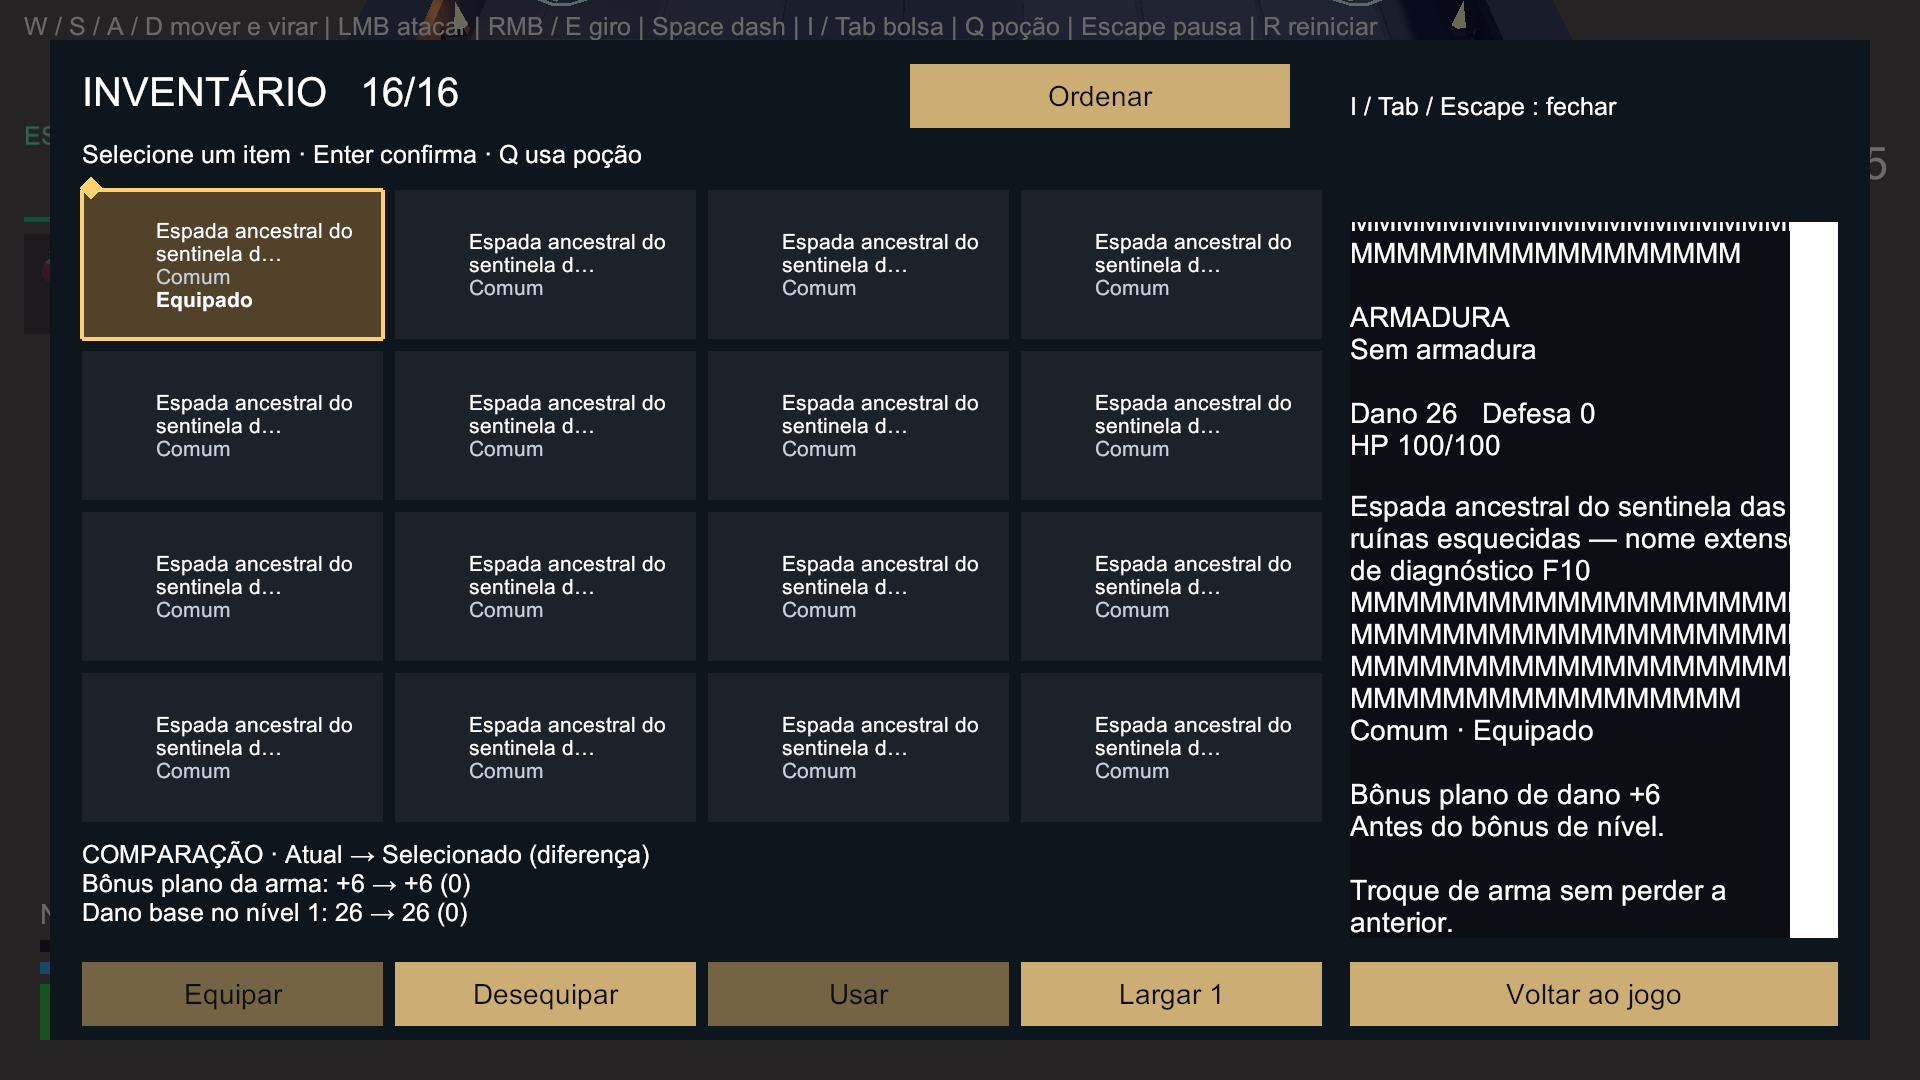 W / S / A / D mover e virar | LMB atacar | RMB / E giro | Space dash | I / Tab bolsa | Q poção | Escape pausa | R reiniciar
INVENTÁRIO 16/16
Ordenar
I / Tab / Escape : fechar
ES
5
Selecione um item · Enter confirma · Q usa poção
Espada ancestral do
sentinela d...
Comum
Equipado
Espada ancestral do
sentinela d...
Comum
Espada ancestral do
sentinela d...
Comum
Espada ancestral do
sentinela d...
Comum
Espada ancestral do
sentinela d...
Comum
Espada ancestral do
sentinela d...
Comum
Espada ancestral do
sentinela d...
Comum
Espada ancestral do
sentinela d...
Comum
Espada ancestral do
sentinela d...
Comum
Espada ancestral do
sentinela d...
Comum
Espada ancestral do
sentinela d...
Comum
Espada ancestral do
sentinela d...
Comum
Espada ancestral do
sentinela d...
Comum
Espada ancestral do
sentinela d...
Comum
Espada ancestral do
sentinela d...
Comum
Espada ancestral do
sentinela d...
Comum
MMMMMMMMMMMMMMMMM
ARMADURA
Sem armadura
Dano 26 Defesa 0
HP 100/100
Espada ancestral do sentinela das
ruínas esquecidas — nome extens
de diagnóstico F10
MMMMMMMMMMMMMMMMMMM
MMMMMMMMMMMMMMMMMMM
MMMMMMMMMMMMMMMMMMM
MMMMMMMMMMMMMMMMM
Comum · Equipado
Bônus plano de dano +6
Antes do bônus de nível.
Troque de arma sem perder a
anterior.
COMPARAÇÃO · Atual → Selecionado (diferença)
Bônus plano da arma: +6 → +6 (0)
Dano base no nível 1: 26 → 26 (0)
N
Equipar
Desequipar
Usar
Largar 1
Voltar ao jogo